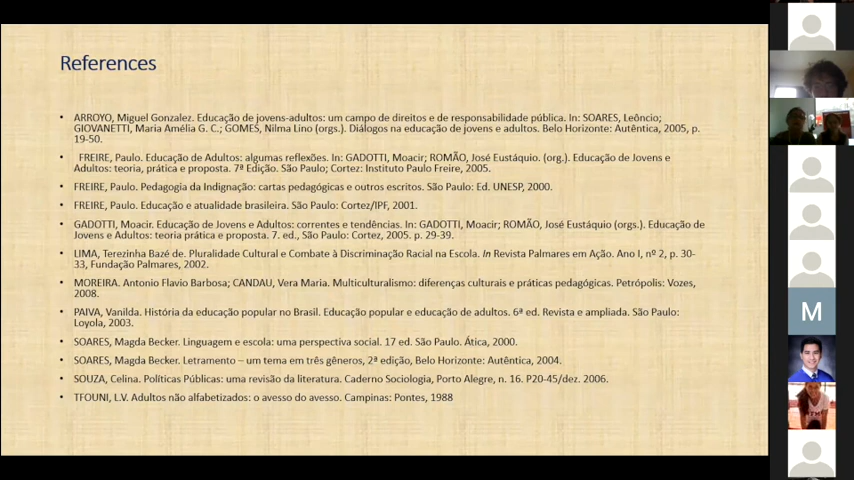 References
• ARROYO, Miguel Gonzalez. Educação de jovens-adultos: um campo de direitos e de responsabilidade pública. In: SOARES, Leôncio;
GIOVANETTI, Maria Amélia G. C.; GOMES, Nilma Lino (orgs.). Diálogos na educação de jovens e adultos. Belo Horizonte: Autêntica, 2005, p.
19-50.
• FREIRE, Paulo. Educação de Adultos: algumas reflexões. In: GADOTTI, Moacir; ROMÃO, José Eustáquio. (org.). Educação de Jovens e
Adultos: teoria, prática e proposta. 7ª Edição. São Paulo; Cortez: Instituto Paulo Freire, 2005.
• FREIRE, Paulo. Pedagogia da Indignação: cartas pedagógicas e outros escritos. São Paulo: Ed. UNESP, 2000.
• FREIRE, Paulo. Educação e atualidade brasileira. São Paulo: Cortez/IPF, 2001.
• GADOTTI, Moacir. Educação de Jovens e Adultos: correntes e tendências. In: GADOTTI, Moacir; ROMÃO, José Eustáquio (orgs.). Educação de
Jovens e Adultos: teoria prática e proposta. 7. ed., São Paulo: Cortez, 2005. p. 29-39.
• LIMA, Terezinha Bazé de. Pluralidade Cultural e Combate à Discriminação Racial na Escola. In Revista Palmares em Ação. Ano I, nº 2, p. 30-
33, Fundação Palmares, 2002.
• MOREIRA. Antonio Flavio Barbosa; CANDAU, Vera Maria. Multiculturalismo: diferenças culturais e práticas pedagógicas. Petrópolis: Vozes,
2008.
• PAIVA, Vanilda. História da educação popular no Brasil. Educação popular e educação de adultos. 6ª ed. Revista e ampliada. São Paulo:
Loyola, 2003.
• SOARES, Magda Becker. Linguagem e escola: uma perspectiva social. 17 ed. São Paulo. Ática, 2000.
• SOARES, Magda Becker. Letramento – um tema em três gêneros, 2ª edição, Belo Horizonte: Autêntica, 2004.
• SOUZA, Celina. Políticas Públicas: uma revisão da literatura. Caderno Sociologia, Porto Alegre, n. 16. P20-45/dez. 2006.
• TFOUNI, L.V. Adultos não alfabetizados: o avesso do avesso. Campinas: Pontes, 1988
M